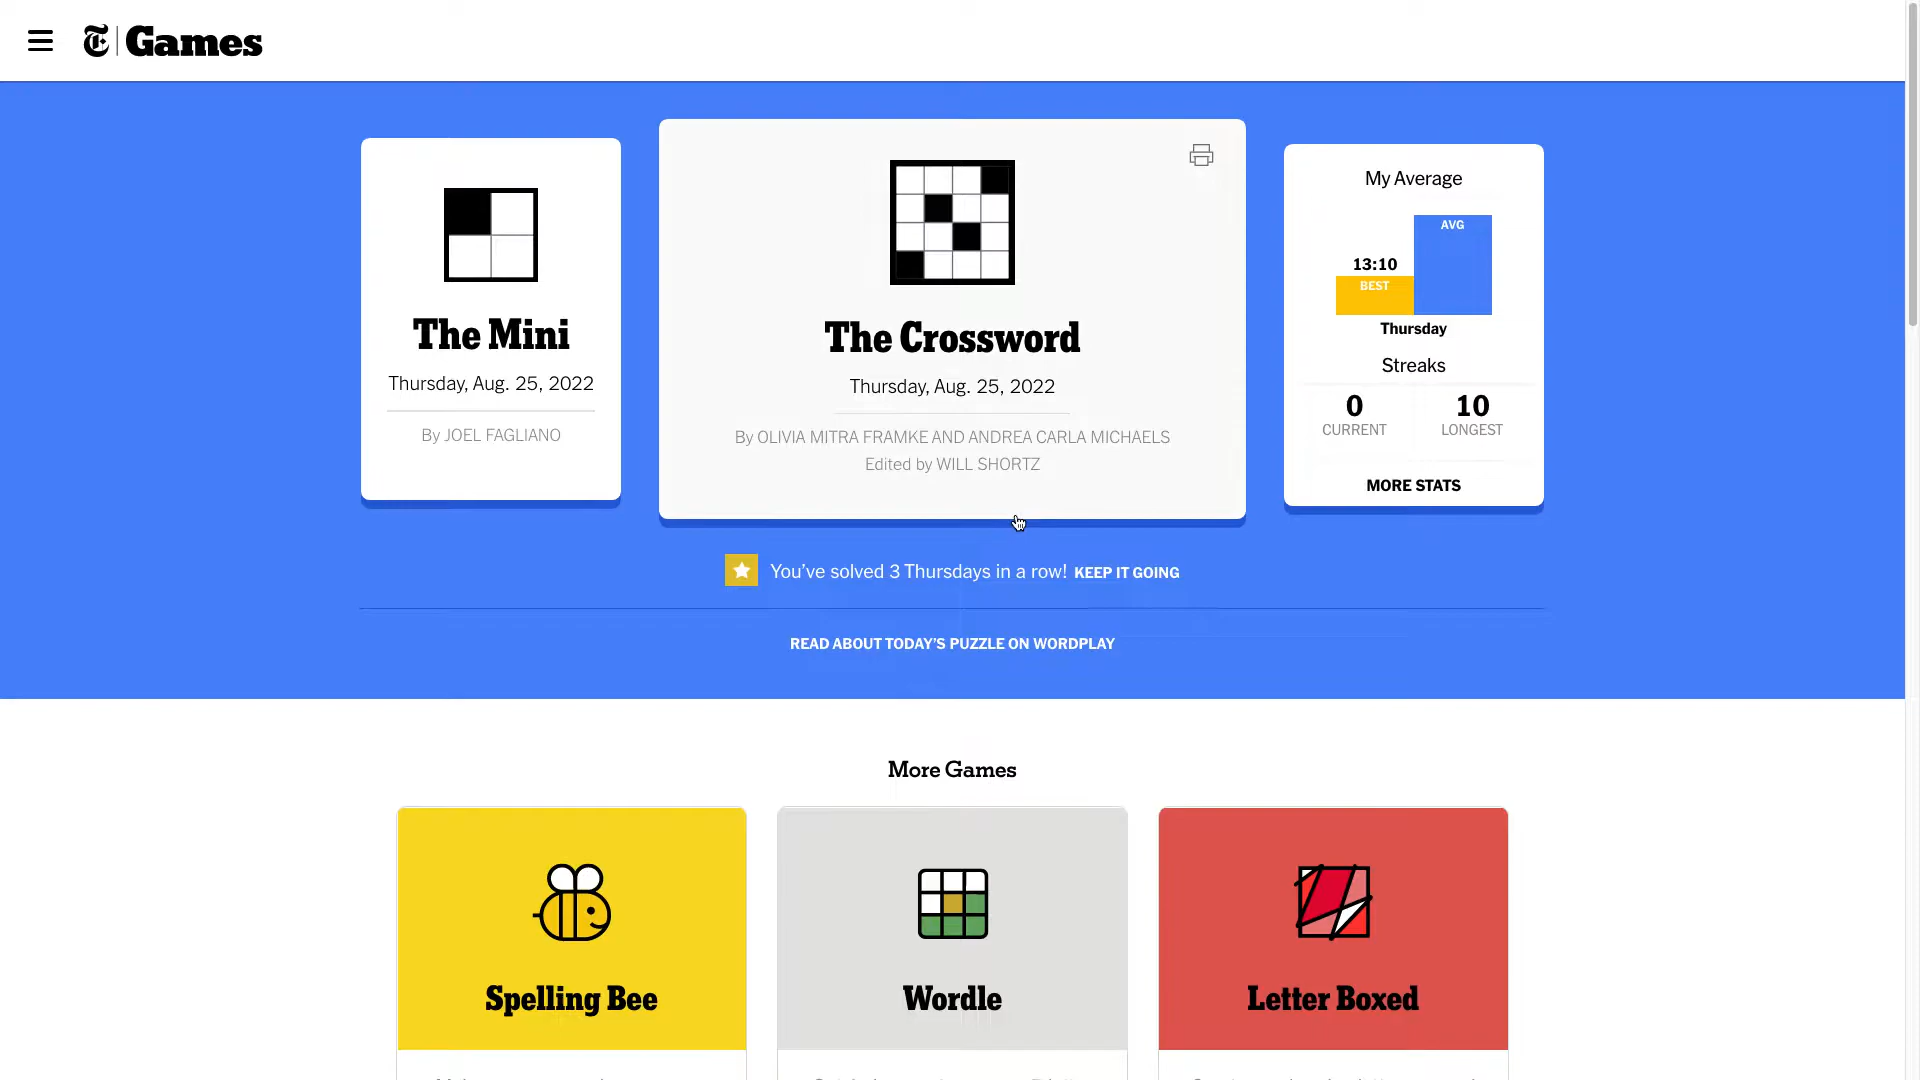 T Games
The Mini
Thursday, Aug. 25, 2022
By JOEL FAGLIANO
The Crossword
Thursday, Aug. 25, 2022
By OLIVIA MITRA FRAMKE AND ANDREA CARLA MICHAELS
Edited by WILL SHORTZ
My Average
AVG
13:10
BEST
Thursday
Streaks
0 10
CURRENT LONGEST
MORE STATS
You’ve solved 3 Thursdays in a row! KEEP IT GOING
READ ABOUT TODAY’S PUZZLE ON WORDPLAY
More Games
Spelling Bee
Wordle
Letter Boxed